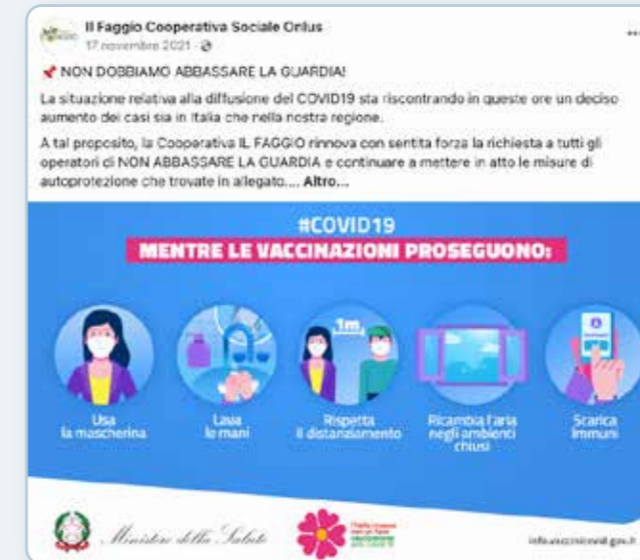 Il Faggio Cooperativa Sociale Onlus
17 novembre 2021
NON DOBBIAMO ABBASSARE LA GUARDIA!
La situazione relativa alla diffusione del COVID19 sta riscontrando in queste ore un deciso
aumento dei casi sia in Italia che nella nostra regione.
A tal proposito, la Cooperativa IL FAGGIO rinnova con sentita forza la richiesta a tutti gli
operatori di NON ABBASSARE LA GUARDIA e continuare a mettere in atto le misure di
autoprotezione che trovate in allegato.... Altro...
#COVID19
MENTRE LE VACCINAZIONI PROSEGUONO:
1m
Usa
la mascherina
Lava
le mani
Rispetta
il distanziamento
Ricambia l'aria
negli ambienti
chiusi
Scarica
Immuni
Ministero della Salute
info.vaccinicovid.gov.it